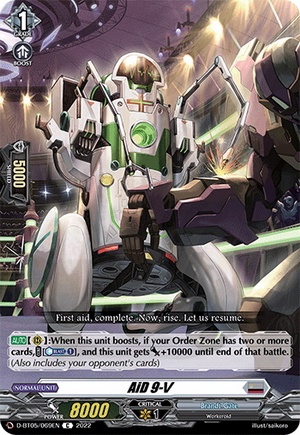 1
GRADE
BOOST
5000
SHIELD
First aid, complete. Now, rise. Let us resume.
AUTO [ ]:When this unit boosts, if your Order Zone has two or more
cards, [ 1], and this unit gets +10000 until end of that battle.
(Also includes your opponent's cards)
NORMAL UNIT
AID 9-V
POWER 8000
CRITICAL
1
Brandt Gate
Workeroid
D-BT05/069EN C 2022
illust/saikoro